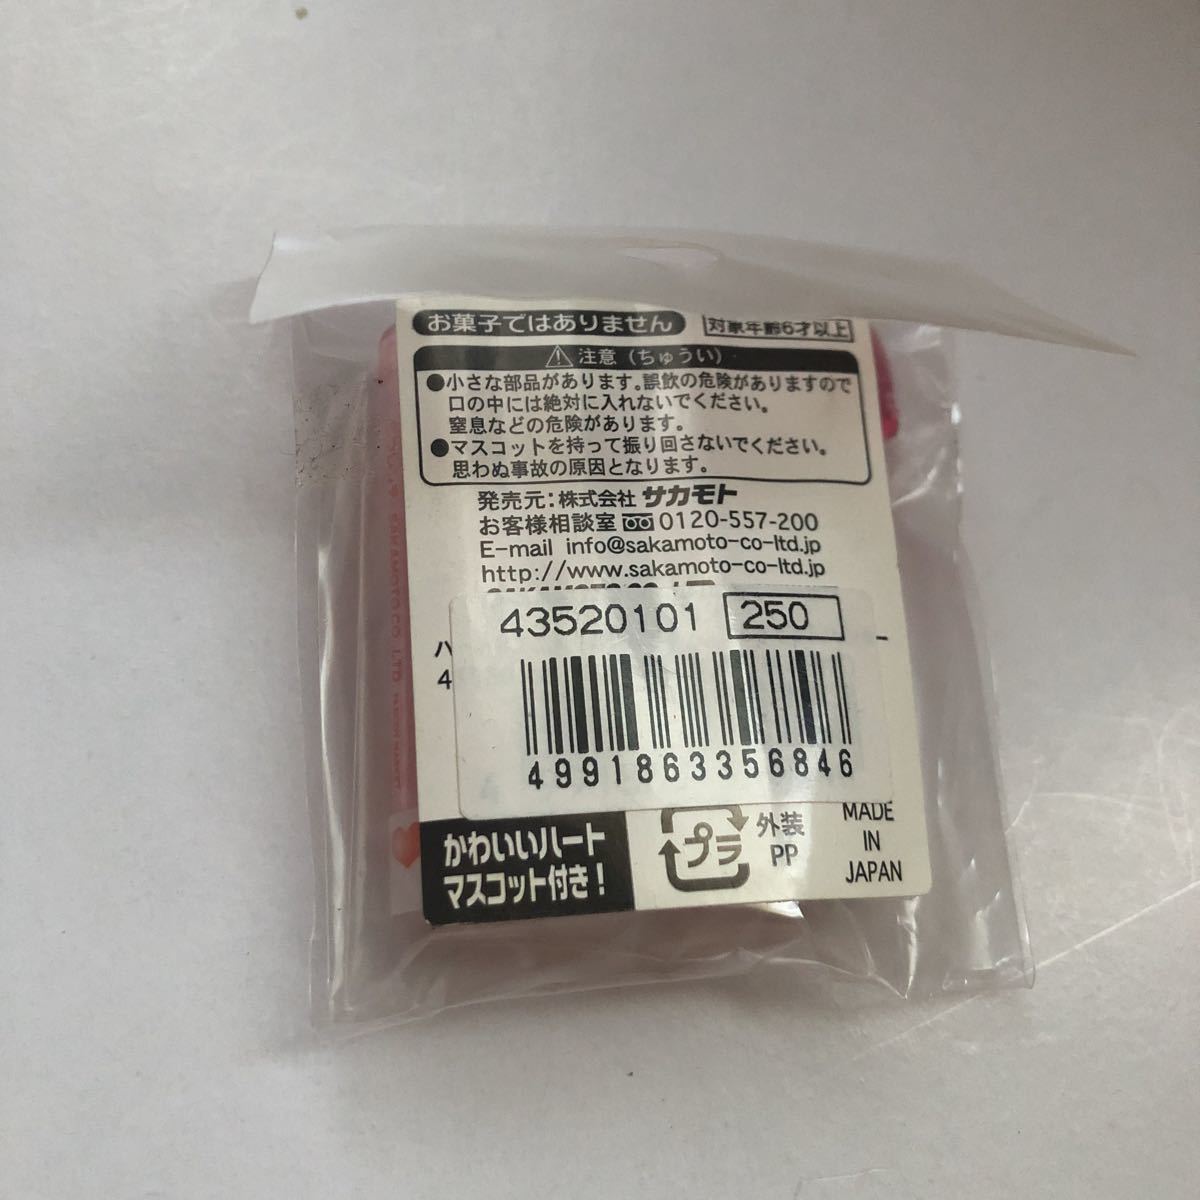 お菓子ではありません 対象年齢6才以上
注意(ちゅうい)
●小さな部品があります。誤飲の危険がありますので
口の中には絶対に入れないでください。
窒息などの危険があります。
●マスコットを持って振り回さないでください。
思わぬ事故の原因となります。
発売元:株式会社サカモト
お客様相談室 0120-557-200
E-mail info@sakamoto-co-ltd.jp
http://www.sakamoto-co-ltd.jp
43520101 250
4991863356846
かわいいハート
マスコット付き!
プラ
外装
PP
MADE
IN
JAPAN
SAKAMOTO CO., LTD.